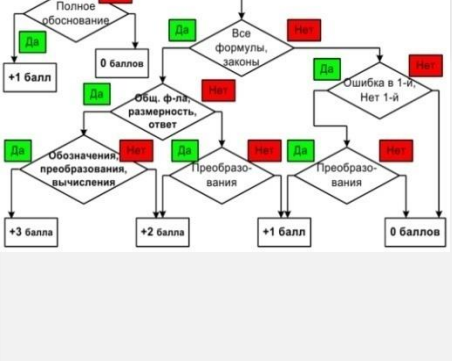 Полное
обоснование
Да
+1 балл
0 баллов
Да
Все
формулы,
законы
Нет
Да
Общ. ф-ла,
размерность,
ответ
Нет
Да
Ошибка в 1-й,
Нет 1-й
Нет
Да
Обозначения,
преобразования,
вычисления
Нет
Да
Преобразо-
вания
Нет
Да
Преобразо-
вания
Нет
+3 балла
+2 балла
+1 балл
0 баллов